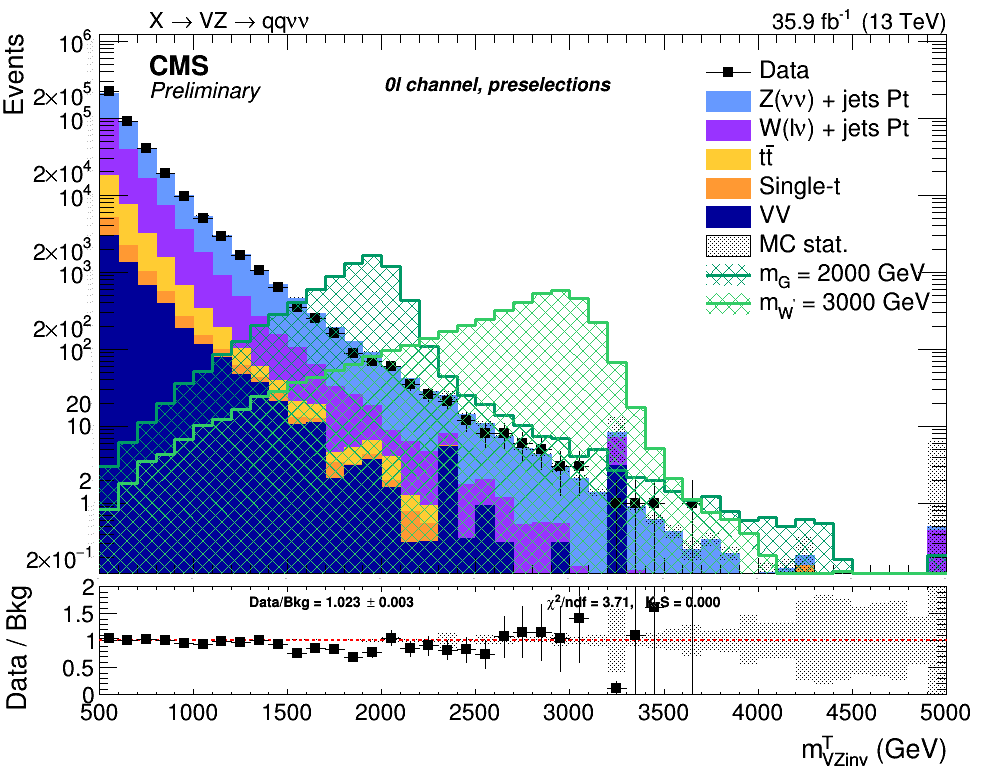 X → VZ → qqνν
35.9 fb⁻¹ (13 TeV)
Events
CMS
Preliminary
0l channel, preselections
Data
Z(νν) + jets Pt
W(lν) + jets Pt
tt̄
Single-t
VV
MC stat.
m_G = 2000 GeV
m_W' = 3000 GeV
10⁶
2×10⁵
10⁵
2×10⁴
10⁴
2×10³
10³
2×10²
10²
20
10
2
1
2×10⁻¹
Data / Bkg
Data/Bkg = 1.023 ± 0.003
χ²/ndf = 3.71, K-S = 0.000
2
1.5
1
0.5
0
500 1000 1500 2000 2500 3000 3500 4000 4500 5000
m^T_VZinv (GeV)